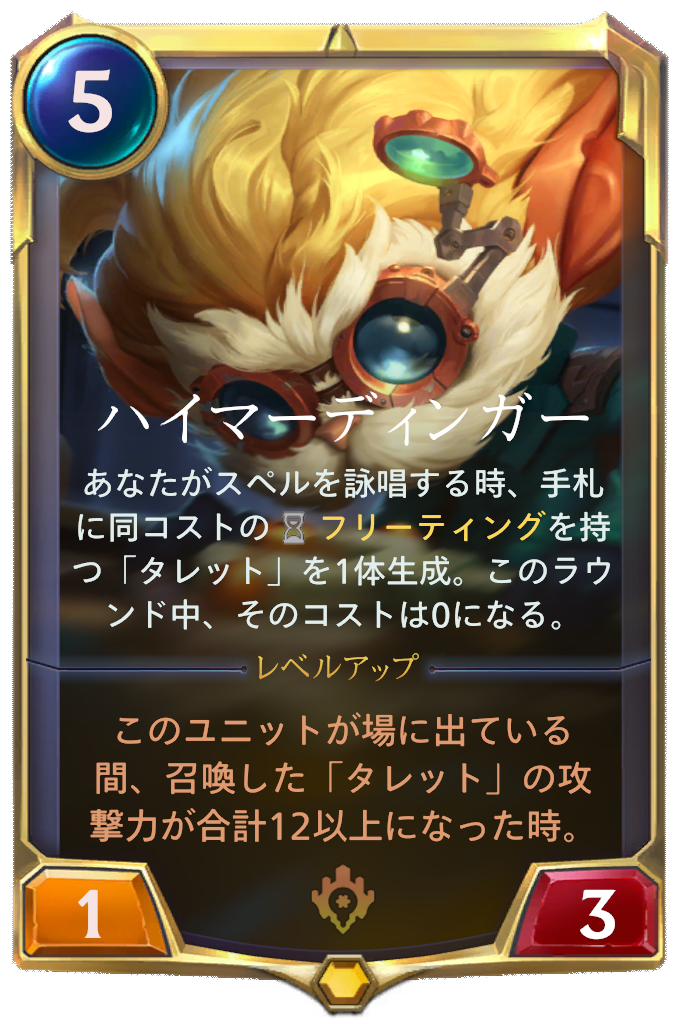 5
ハイマーディンガー
あなたがスペルを詠唱する時、手札
に同コストの フリーティングを持
つ「タレット」を1体生成。このラウ
ンド中、そのコストは0になる。
レベルアップ
このユニットが場に出ている
間、召喚した「タレット」の攻
撃力が合計12以上になった時。
1
3